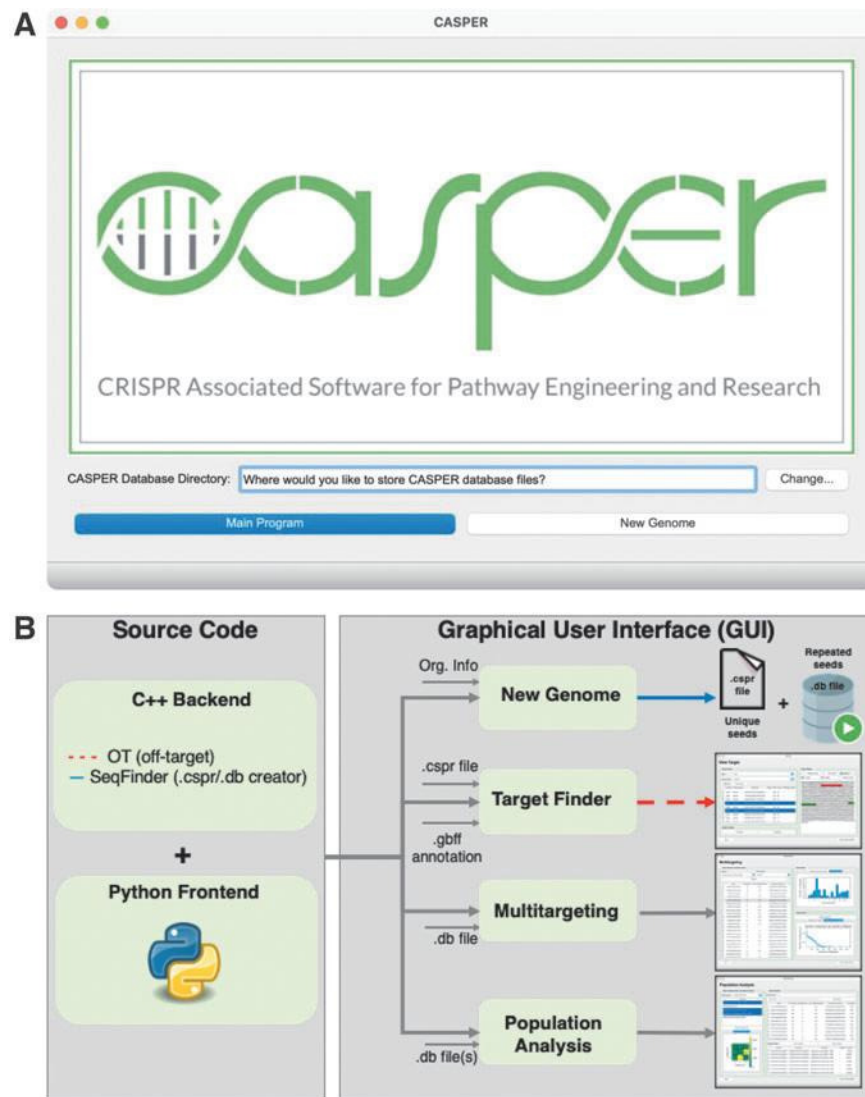 A
CASPER
casper
CRISPR Associated Software for Pathway Engineering and Research
CASPER Database Directory:
Where would you like to store CASPER database files?
Change...
Main Program
New Genome
B
Source Code
C++ Backend
OT (off-target)
SeqFinder (.cspr/.db creator)
+
Python Frontend
Graphical User Interface (GUI)
Org. Info
New Genome
.cspr
file
Unique
seeds
+
Repeated
seeds
.db file
.cspr file
Target Finder
.gbff
annotation
Multitargeting
.db file
Population
Analysis
.db file(s)
Multitargeting
Population Analysis